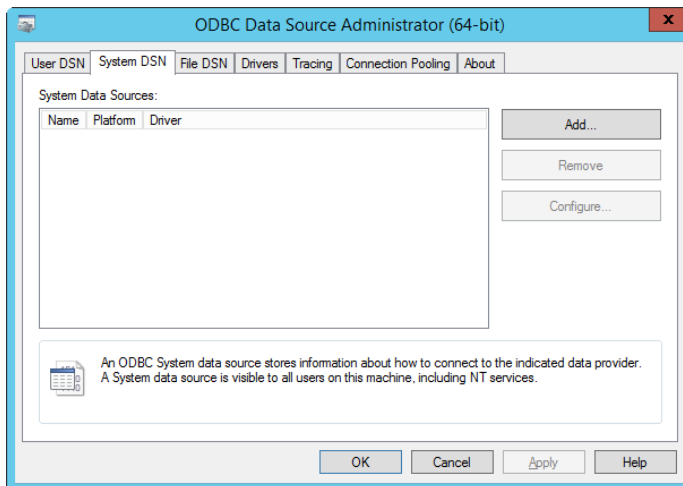 ODBC Data Source Administrator (64-bit)
x
User DSN System DSN File DSN Drivers Tracing Connection Pooling About
System Data Sources:
Name Platform Driver
Add...
Remove
Configure...
An ODBC System data source stores information about how to connect to the indicated data provider.
A System data source is visible to all users on this machine, including NT services.
OK Cancel Apply Help